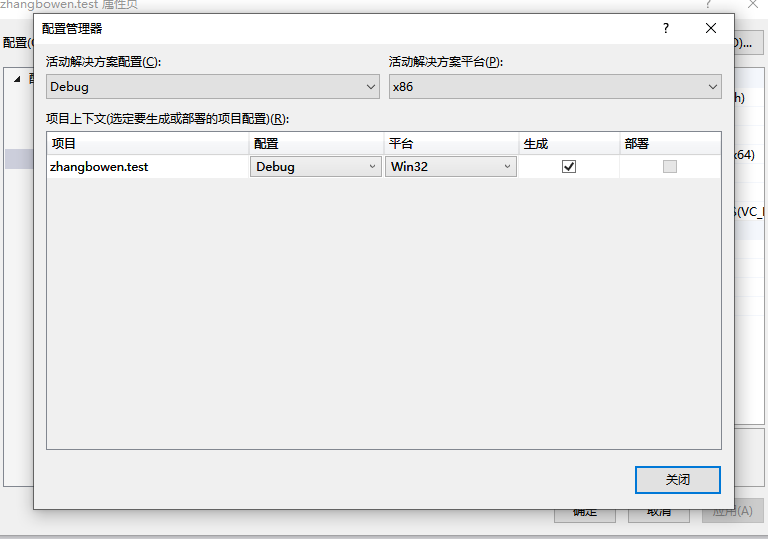 zhangbowen.test 属性页
?
配置管理器
?
配置(C
活动解决方案配置(C):
活动解决方案平台(P):
Debug
x86
项目上下文(选定要生成或部署的项目配置)(R):
项目
配置
平台
生成
部署
zhangbowen.test
Debug
Win32
O)...
h)
x64)
S(VC_I
关闭
确定
取消
应用(A)